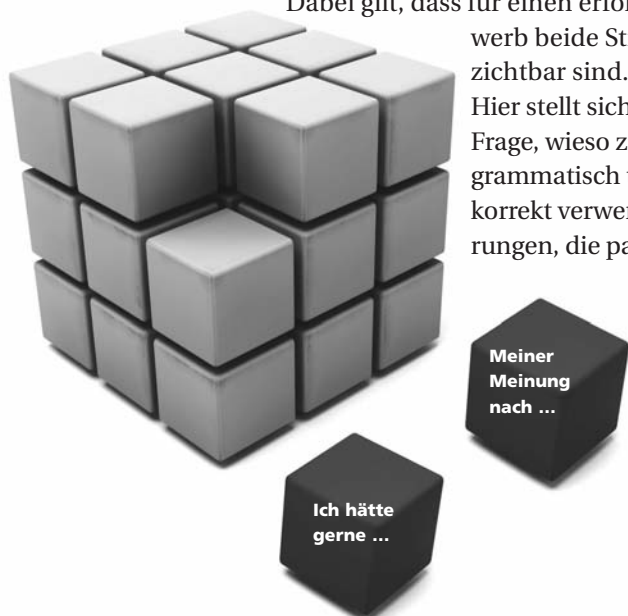 Dabei gilt, dass für einen
werb beide
zichtbar sind.
Hier stellt sich
Frage, wieso
grammatisch
korrekt
rungen, die
Meiner
Meinung
nach ...
Ich hätte
gerne ...